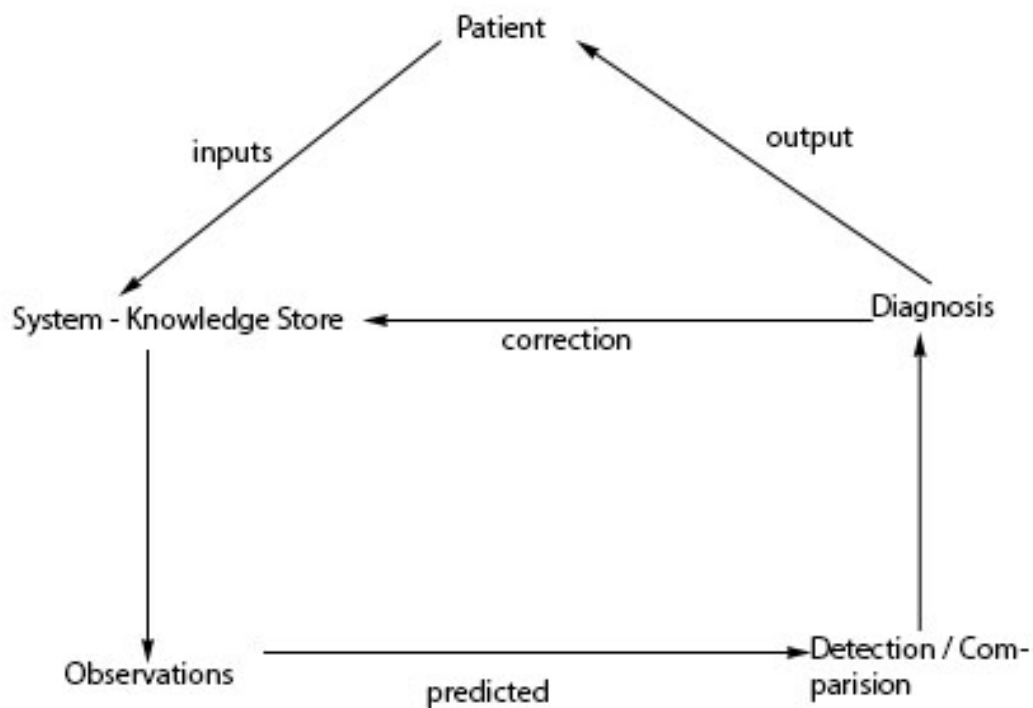 Patient
inputs
output
System - Knowledge Store
Diagnosis
correction
Observations
predicted
Detection / Com-
parision